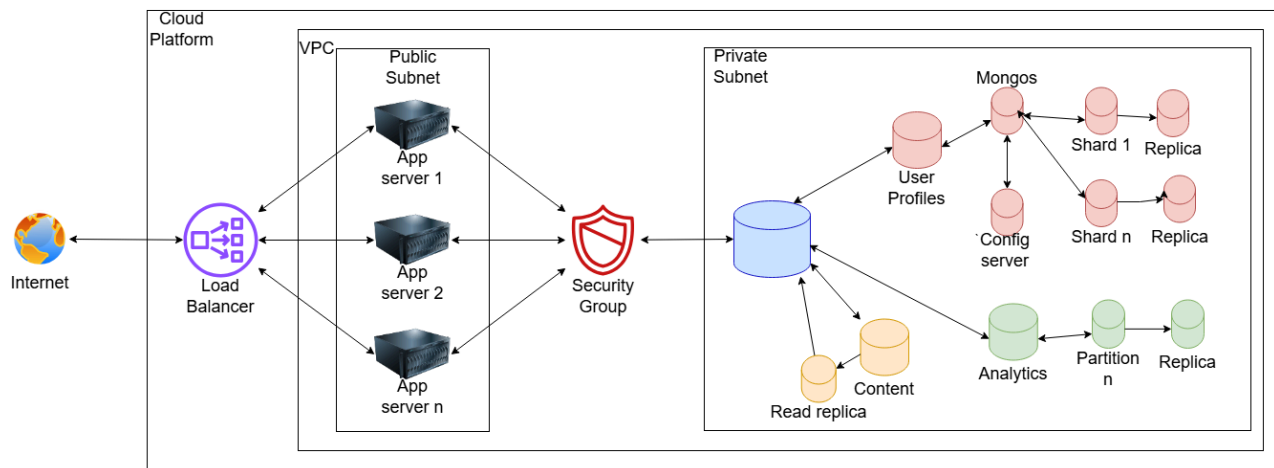 Cloud
Platform
VPC
Public
Subnet
Private
Subnet
Mongos
App
server 1
User
Profiles
Shard 1
Replica
`Config
server
Shard n
Replica
Internet
Load
Balancer
App
server 2
Security
Group
App
server n
Read replica
Content
Analytics
Partition
n
Replica